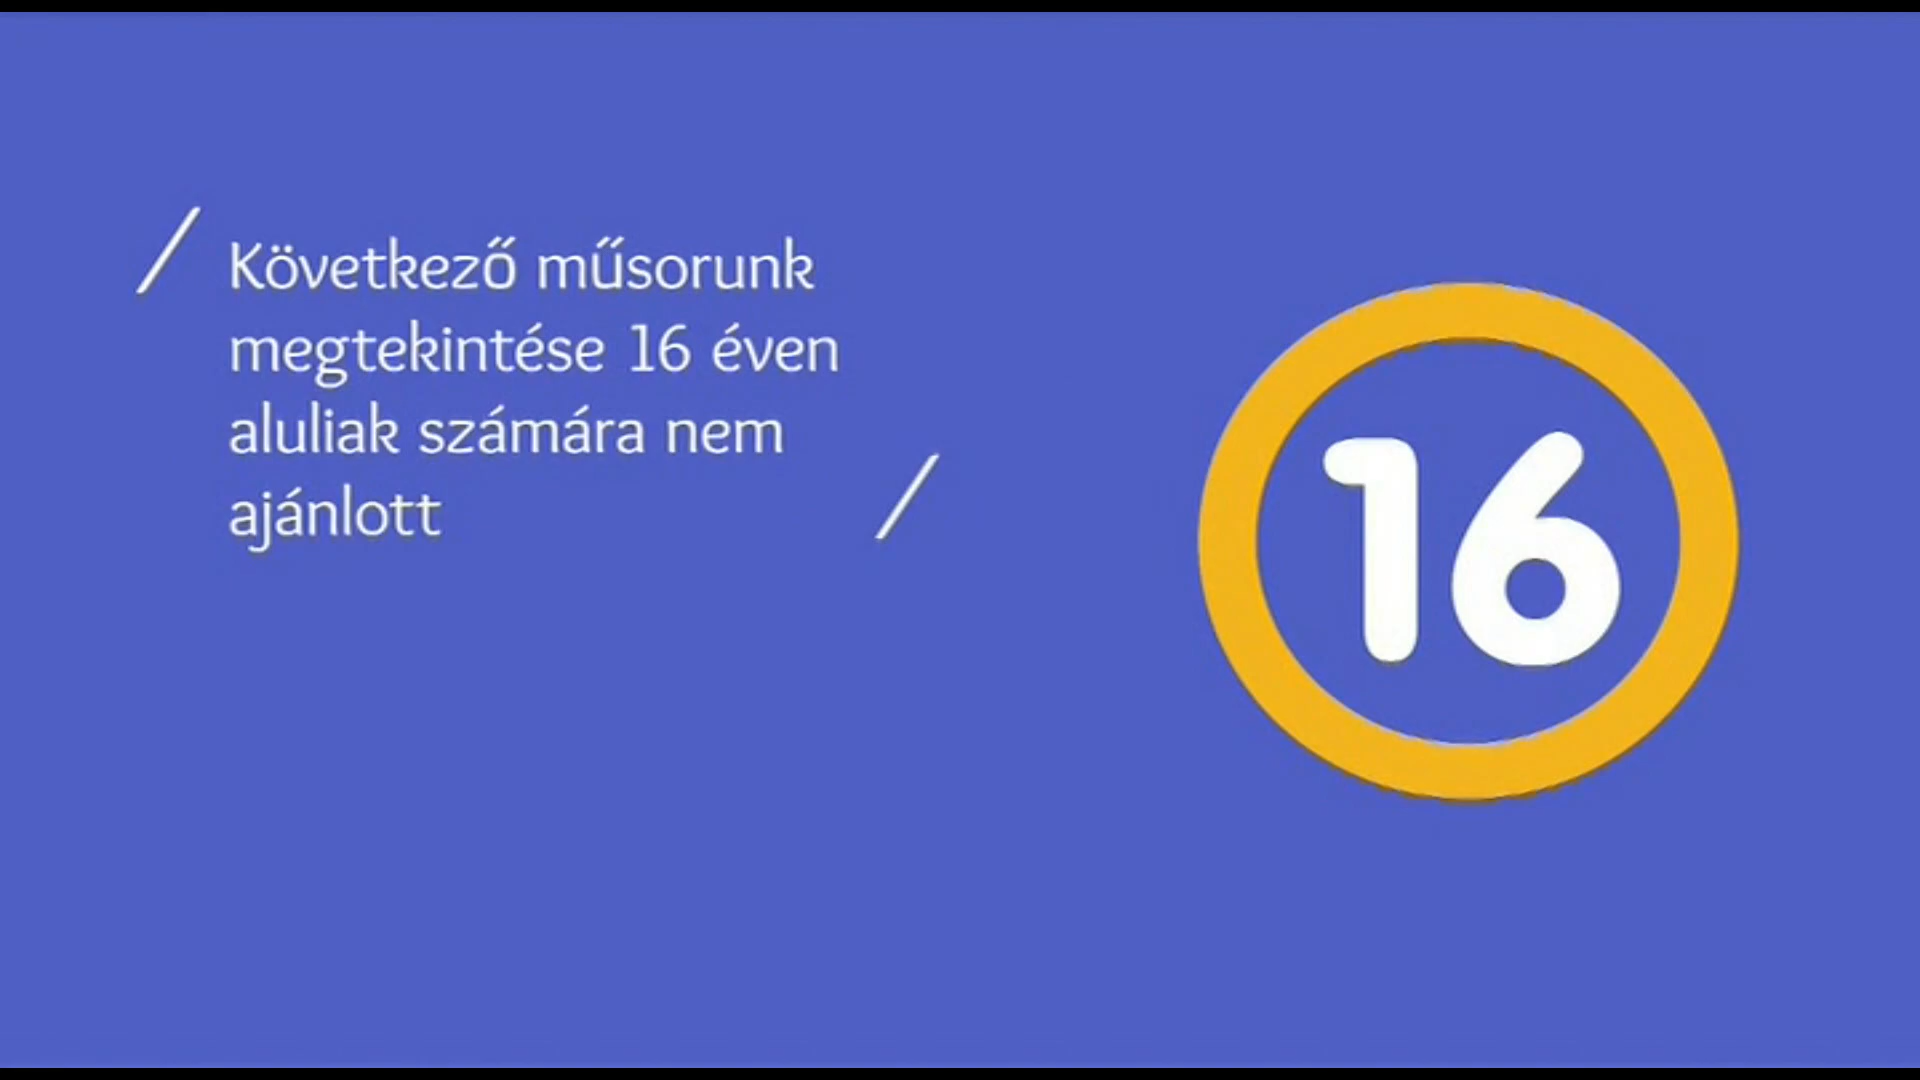 Következő műsorunk
megtekintése 16 éven
aluliak számára nem
ajánlott
16